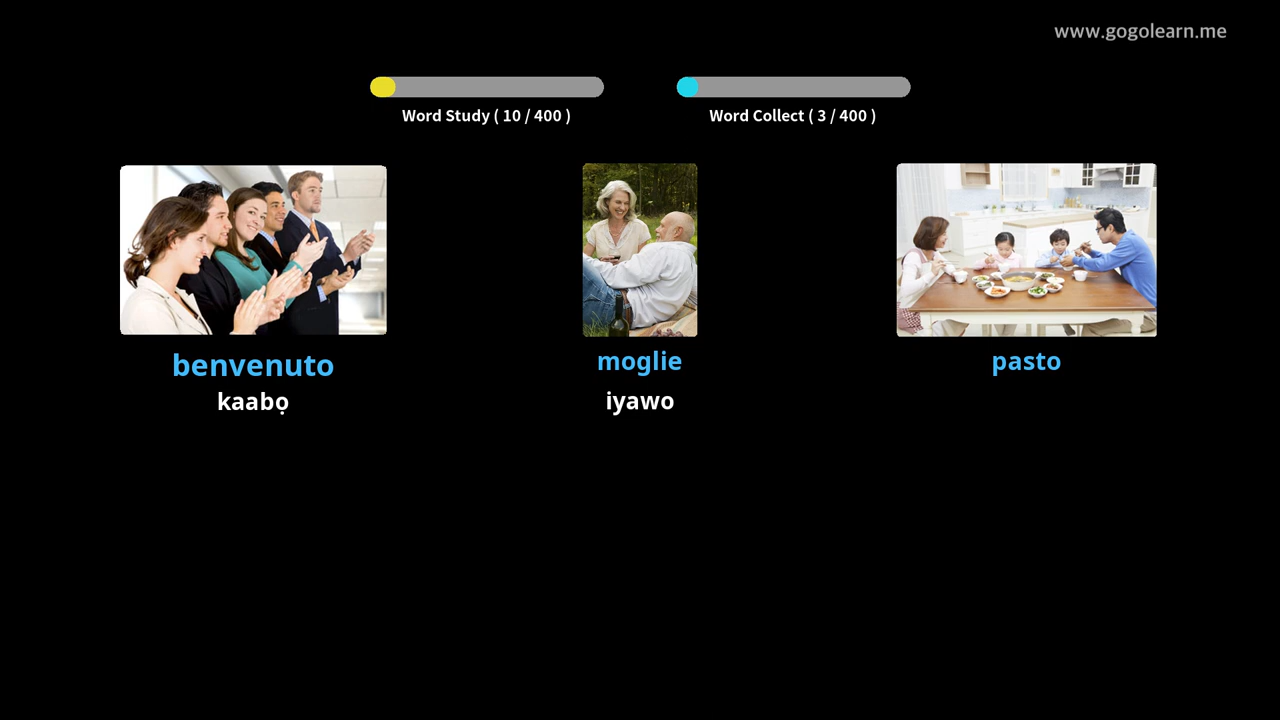 www.gogolearn.me
Word Study ( 10 / 400 )
Word Collect ( 3 / 400 )
benvenuto
kaabọ
moglie
iyawo
pasto